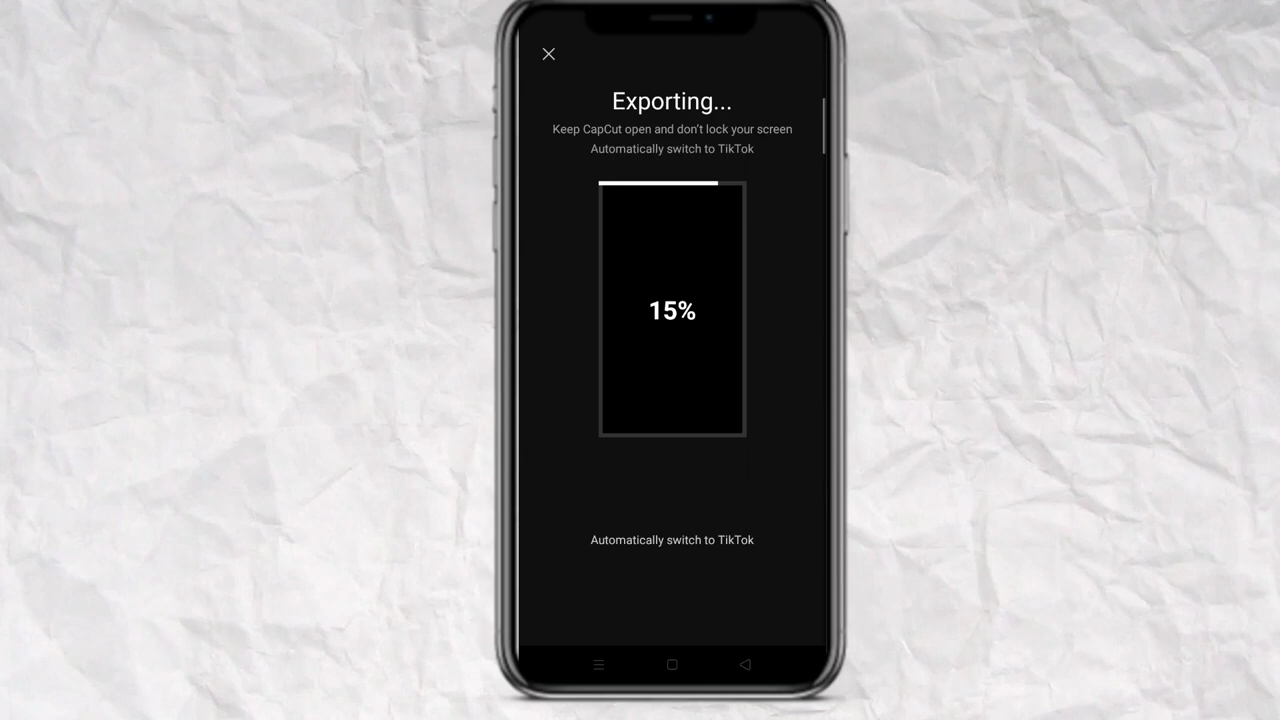 Exporting...
Keep CapCut open and don't lock your screen
Automatically switch to TikTok
15%
Automatically switch to TikTok